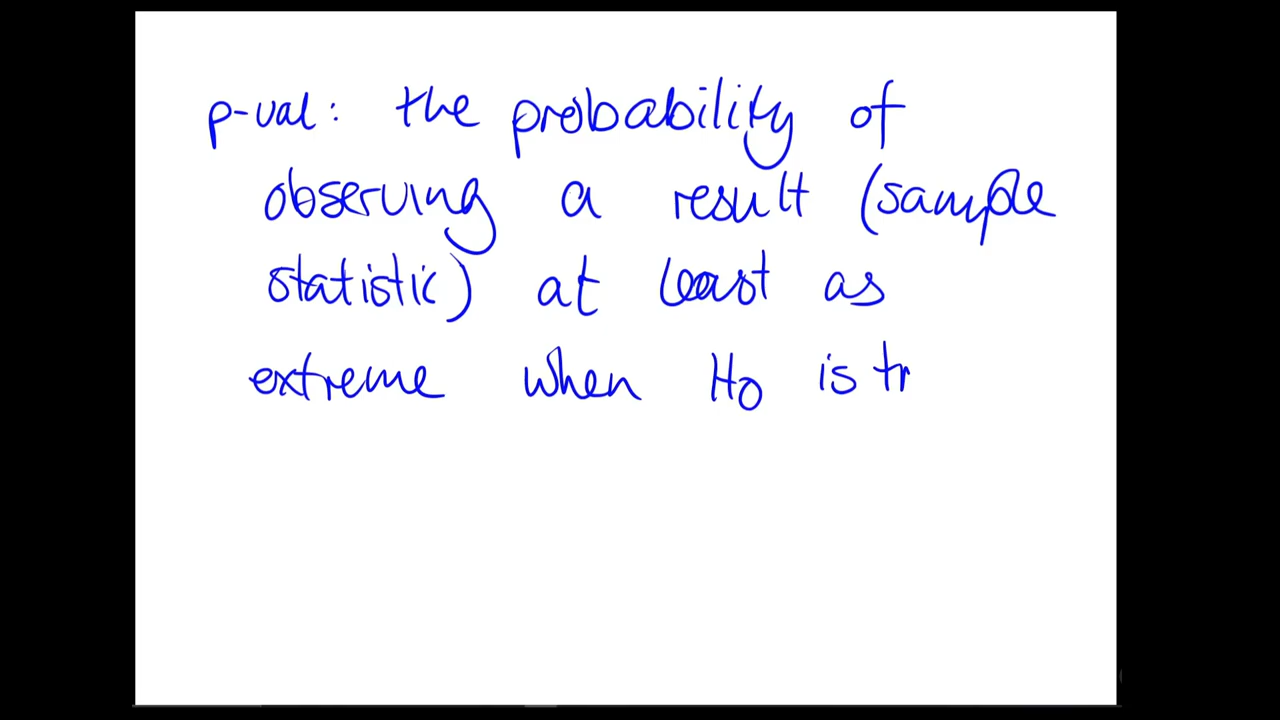 p-val: the probability of
observing a result (sample
statistic) at least as
extreme when H₀ is tr